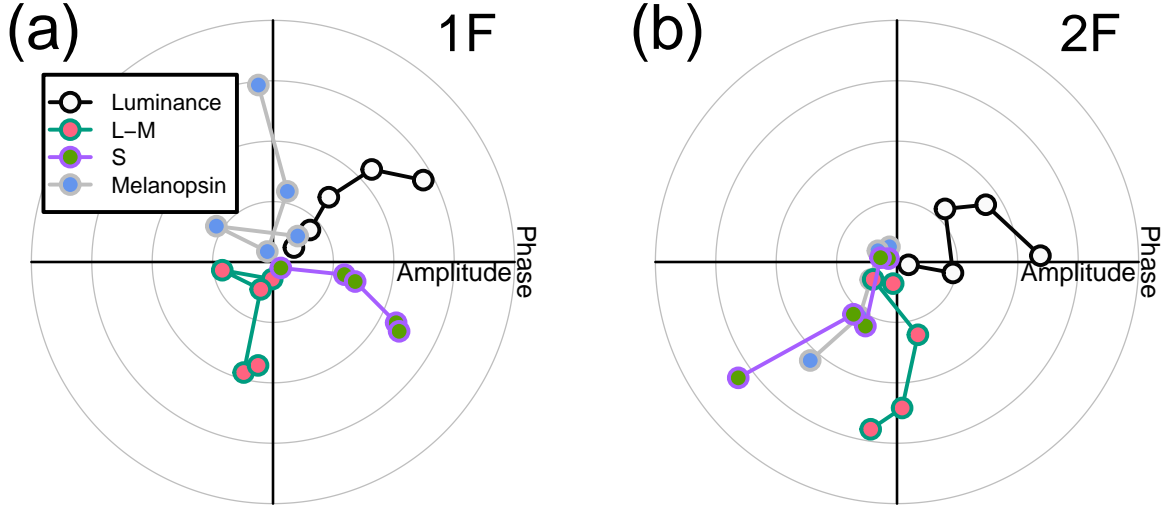 (a)
1F
Luminance
L−M
S
Melanopsin
Amplitude
Phase
(b)
2F
Amplitude
Phase